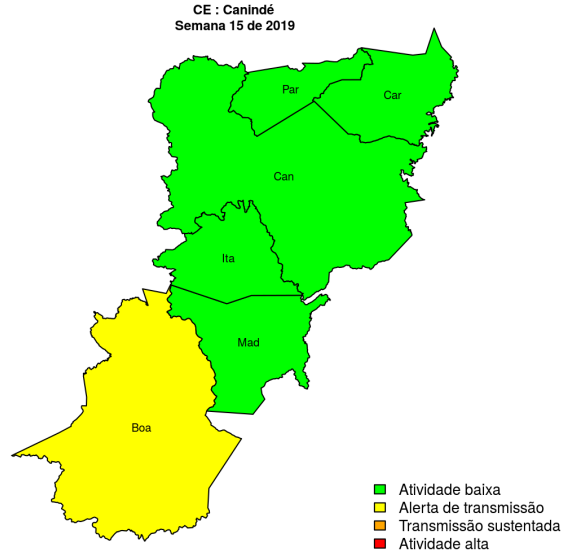 CE : Canindé
Semana 15 de 2019
Par
Car
Can
Ita
Mad
Boa
Atividade baixa
Alerta de transmissão
Transmissão sustentada
Atividade alta